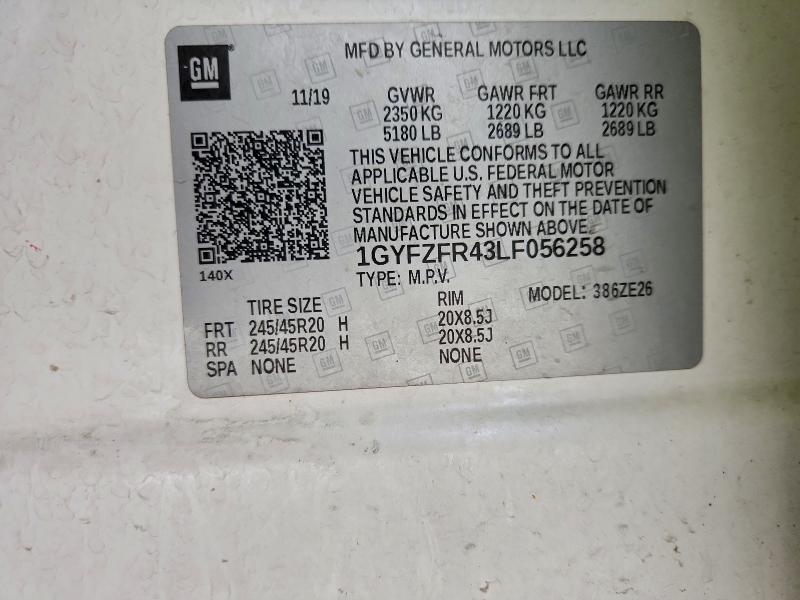 GM
MFD BY GENERAL MOTORS LLC
11/19 GVWR GAWR FRT GAWR RR
2350 KG 1220 KG 1220 KG
5180 LB 2689 LB 2689 LB
THIS VEHICLE CONFORMS TO ALL
APPLICABLE U.S. FEDERAL MOTOR
VEHICLE SAFETY AND THEFT PREVENTION
STANDARDS IN EFFECT ON THE DATE OF
MANUFACTURE SHOWN ABOVE.
1GYFZFR43LF056258
140X
TYPE: M.P.V. MODEL: 386ZE26
TIRE SIZE RIM
FRT 245/45R20 H 20X8.5J
RR 245/45R20 H 20X8.5J
SPA NONE NONE